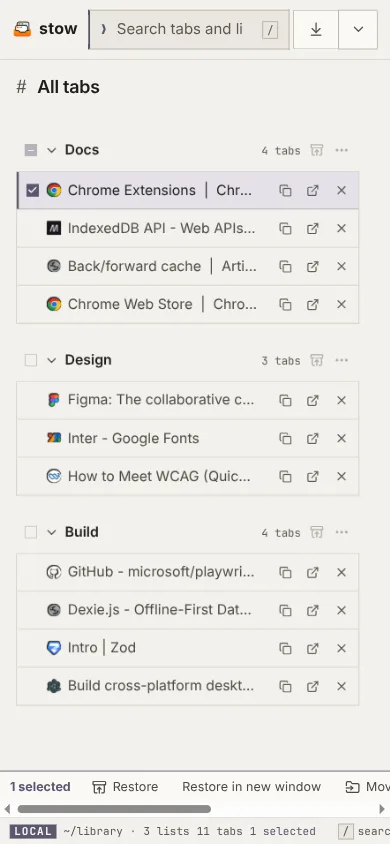 stow Search tabs and li /
# All tabs
Docs 4 tabs
Chrome Extensions | Chr...
IndexedDB API - Web APIs...
Back/forward cache | Arti...
Chrome Web Store | Chro...
Design 3 tabs
Figma: The collaborative c...
Inter - Google Fonts
How to Meet WCAG (Quic...
Build 4 tabs
GitHub - microsoft/playwri...
Dexie.js - Offline-First Dat...
Intro | Zod
Build cross-platform deskt...
1 selected Restore Restore in new window Mov
LOCAL ~/library · 3 lists 11 tabs 1 selected / searc